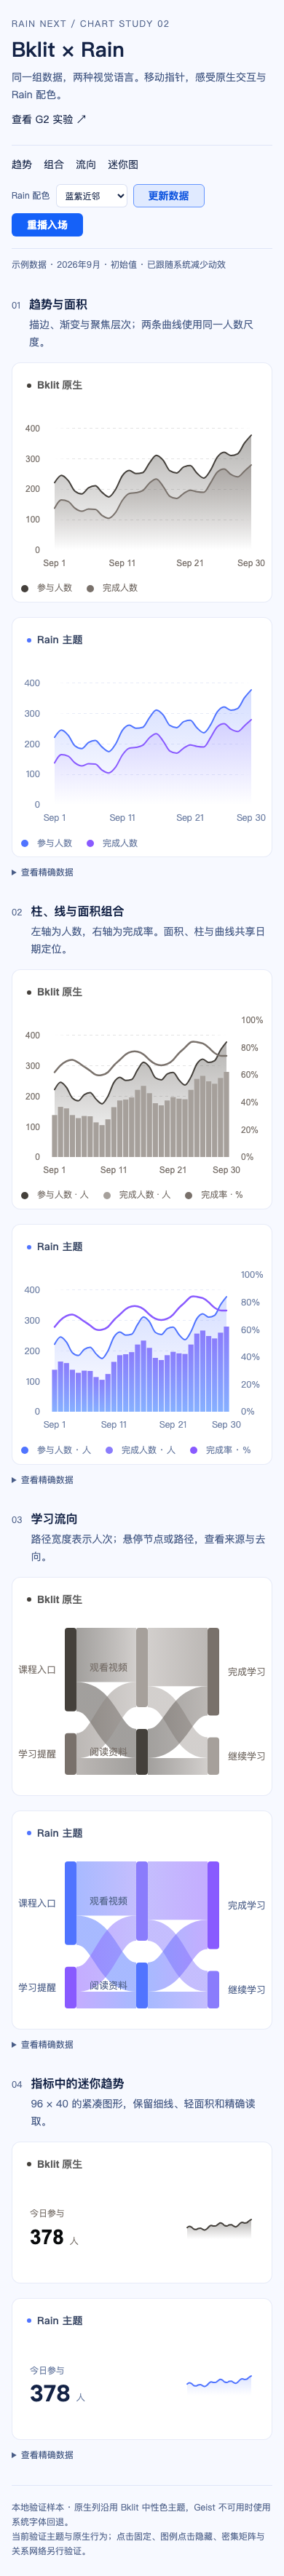 RAIN NEXT / CHART STUDY 02
Bklit × Rain
同一组数据，两种视觉语言。移动指针，感受原生交互与
Rain 配色。
查看 G2 实验 ↗
趋势 组合 流向 迷你图
Rain 配色 蓝紫近邻 更新数据
重播入场
示例数据 · 2026年9月 · 初始值 · 已跟随系统减少动效
01 趋势与面积
描边、渐变与聚焦层次；两条曲线使用同一人数尺
度。
Bklit 原生
400
300
200
100
0
Sep 1 Sep 11 Sep 21 Sep 30
参与人数 完成人数
Rain 主题
400
300
200
100
0
Sep 1 Sep 11 Sep 21 Sep 30
参与人数 完成人数
查看精确数据
02 柱、线与面积组合
左轴为人数，右轴为完成率。面积、柱与曲线共享日
期定位。
Bklit 原生
100%
400 80%
300 60%
200 40%
100 20%
0 0%
Sep 1 Sep 11 Sep 21 Sep 30
参与人数 · 人 完成人数 · 人 完成率 · %
Rain 主题
100%
400 80%
300 60%
200 40%
100 20%
0 0%
Sep 1 Sep 11 Sep 21 Sep 30
参与人数 · 人 完成人数 · 人 完成率 · %
查看精确数据
03 学习流向
路径宽度表示人次；悬停节点或路径，查看来源与去
向。
Bklit 原生
课程入口 观看视频 完成学习
学习提醒 阅读资料 继续学习
Rain 主题
课程入口 观看视频 完成学习
学习提醒 阅读资料 继续学习
查看精确数据
04 指标中的迷你趋势
96 × 40 的紧凑图形，保留细线、轻面积和精确读
取。
Bklit 原生
今日参与
378 人
Rain 主题
今日参与
378 人
查看精确数据
本地验证样本 · 原生列沿用 Bklit 中性色主题，Geist 不可用时使用
系统字体回退。
当前验证主题与原生行为；点击固定、图例点击隐藏、密集矩阵与
关系网络另行验证。